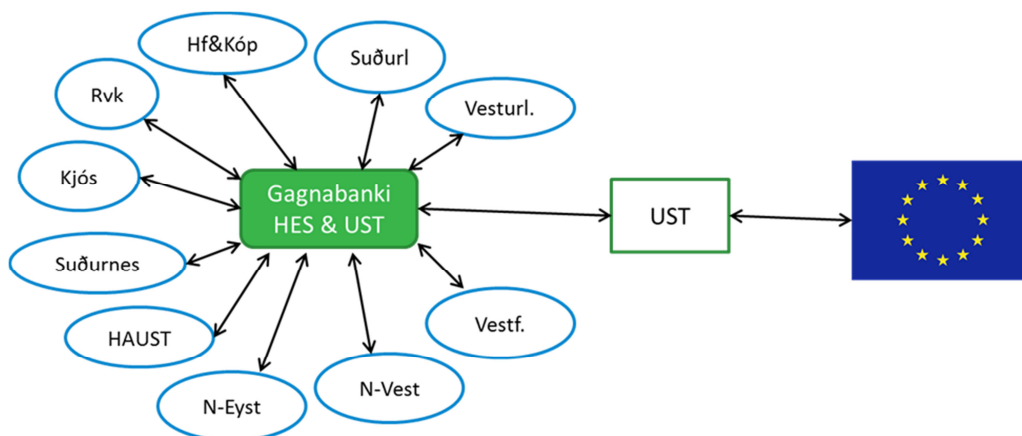 Hf&Kóp
Suðurl
Rvk
Vesturl.
Kjós
Gagnabanki
HES & UST
UST
Suðurnes
Vestf.
HAUST
N-Vest
N-Eyst